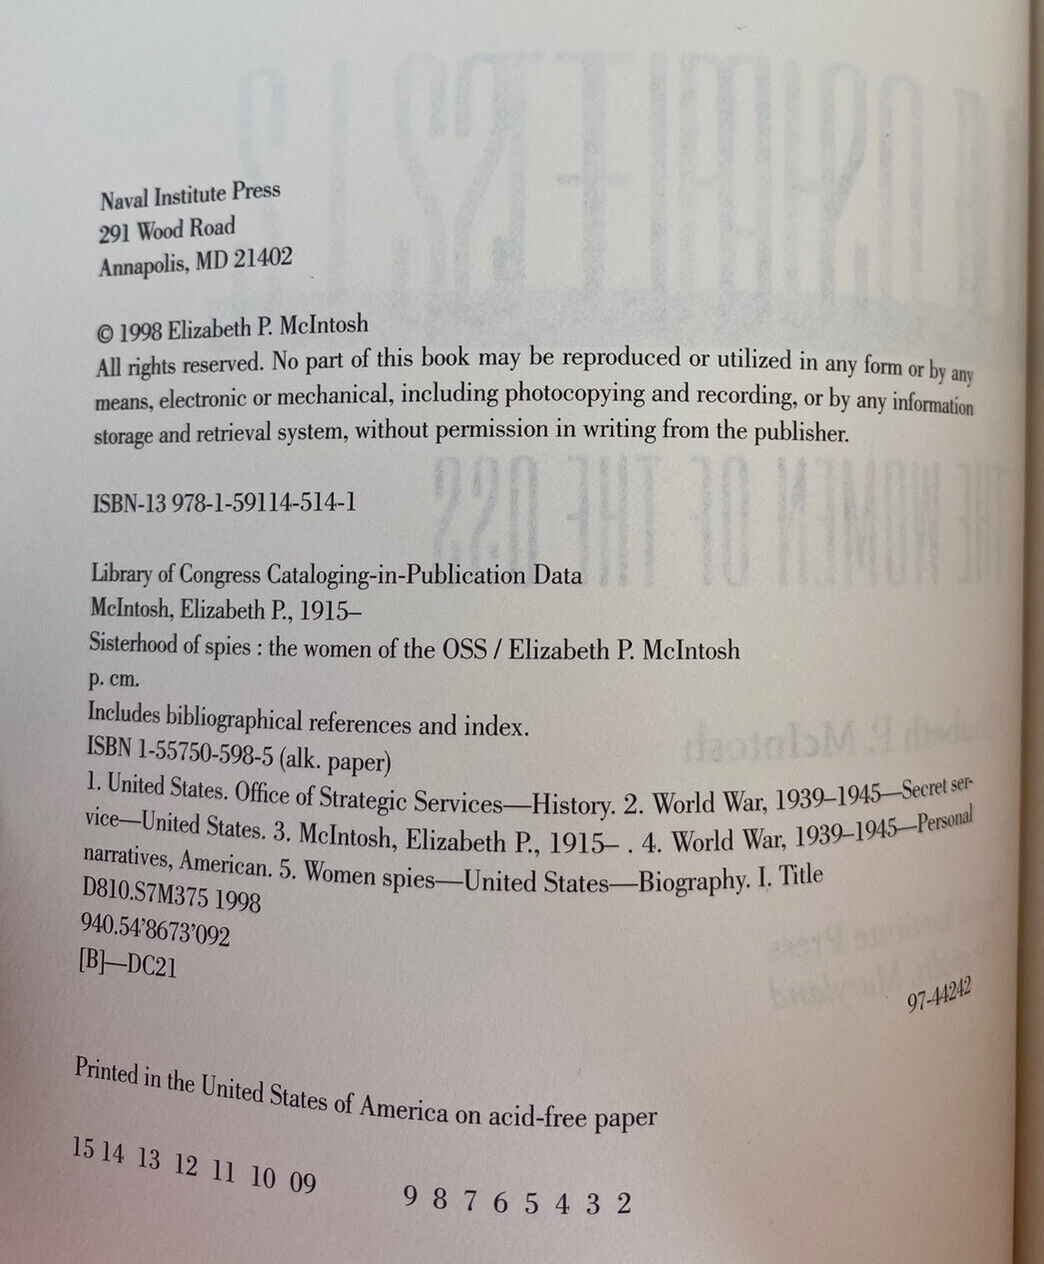 Naval Institute Press
291 Wood Road
Annapolis, MD 21402
© 1998 Elizabeth P. McIntosh
All rights reserved. No part of this book may be reproduced or utilized in any form or by any
means, electronic or mechanical, including photocopying and recording, or by any information
storage and retrieval system, without permission in writing from the publisher.
ISBN-13 978-1-59114-514-1
Library of Congress Cataloging-in-Publication Data
McIntosh, Elizabeth P., 1915–
Sisterhood of spies : the women of the OSS / Elizabeth P. McIntosh
p. cm.
Includes bibliographical references and index.
ISBN 1-55750-598-5 (alk. paper)
1. United States. Office of Strategic Services—History. 2. World War, 1939–1945—Secret ser-
vice—United States. 3. McIntosh, Elizabeth P., 1915– . 4. World War, 1939–1945—Personal
narratives, American. 5. Women spies—United States—Biography. I. Title
D810.S7M375 1998
940.54’8673’092
[B]—DC21
97-44242
Printed in the United States of America on acid-free paper
15 14 13 12 11 10 09 9 8 7 6 5 4 3 2